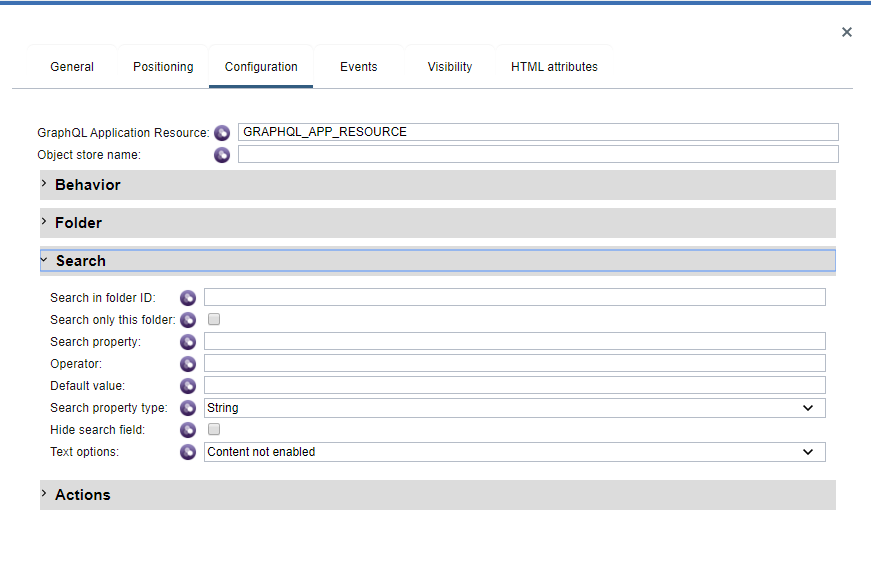 General Positioning Configuration Events Visibility HTML attributes
GraphQL Application Resource: GRAPHQL_APP_RESOURCE
Object store name:
Behavior
Folder
Search
Search in folder ID:
Search only this folder:
Search property:
Operator:
Default value:
Search property type: String
Hide search field:
Text options: Content not enabled
Actions